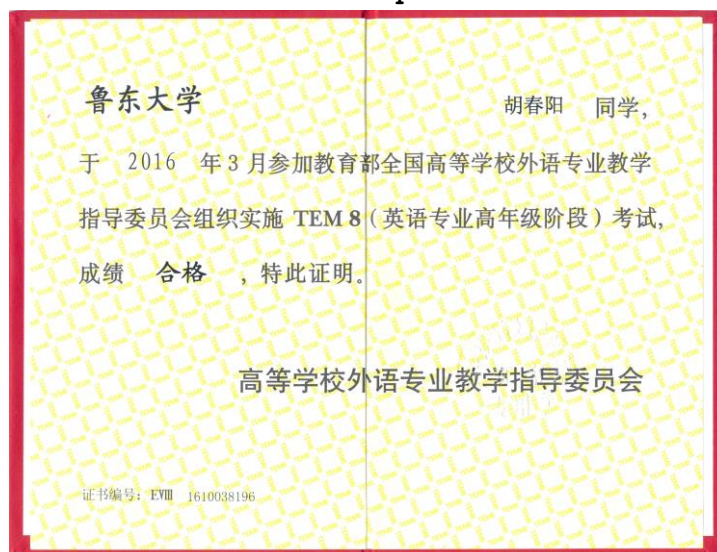 鲁东大学 胡春阳 同学,
于 2016 年 3 月参加教育部全国高等学校外语专业教学
指导委员会组织实施 TEM 8 (英语专业高年级阶段) 考试,
成绩 合格 ,特此证明。
高等学校外语专业教学指导委员会
证书编号: EⅧ 1610038196